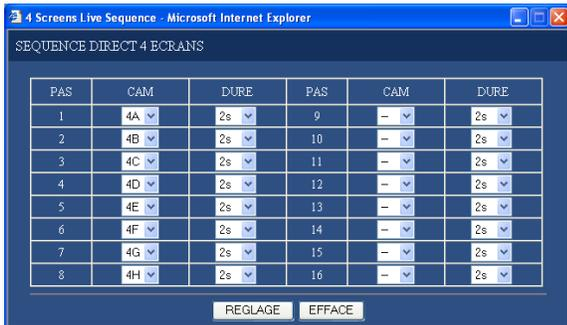 4 Screens Live Sequence - Microsoft Internet Explorer
SEQUENCE DIRECT 4 ECRANS
PAS CAM DURE PAS CAM DURE
1 4A 2s 9 – 2s
2 4B 2s 10 – 2s
3 4C 2s 11 – 2s
4 4D 2s 12 – 2s
5 4E 2s 13 – 2s
6 4F 2s 14 – 2s
7 4G 2s 15 – 2s
8 4H 2s 16 – 2s
REGLAGE EFFACE